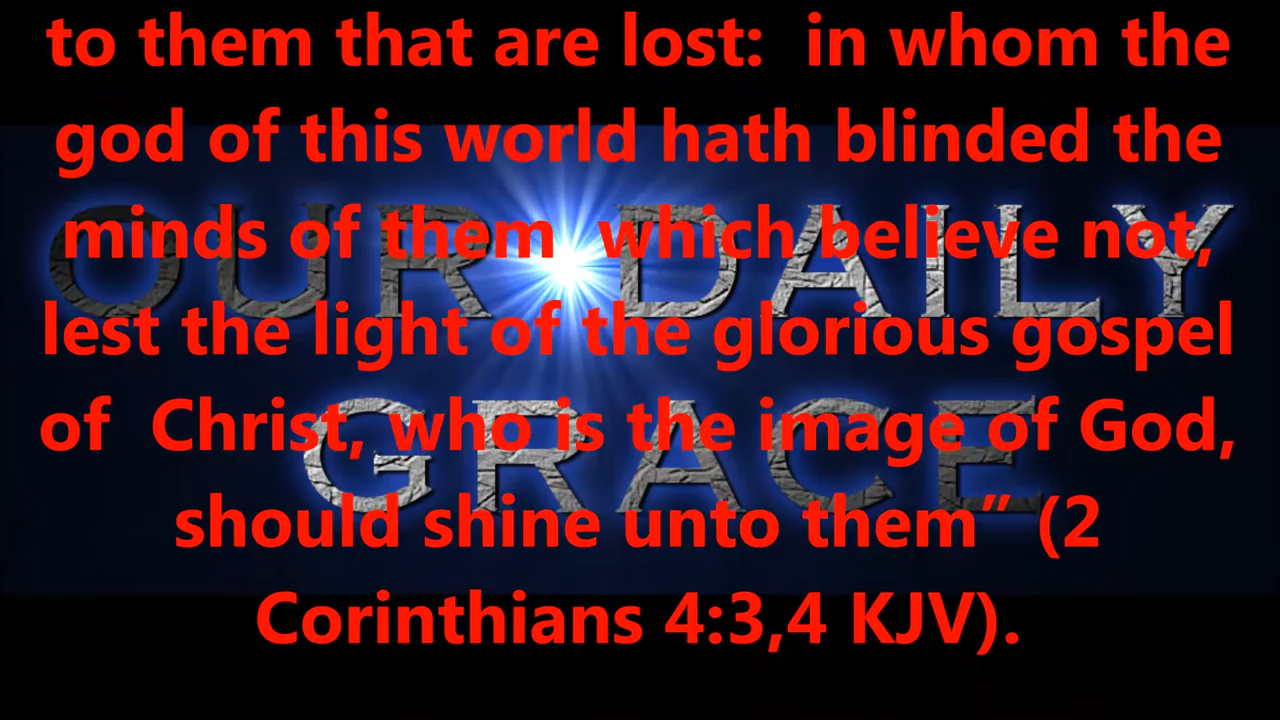 to them that are lost:  in whom the
god of this world hath blinded the
minds of them  which believe not,
OUR DAILY
lest the light of the glorious gospel
of  Christ, who is the image of God,
GRACE
should shine unto them” (2
Corinthians 4:3,4 KJV).